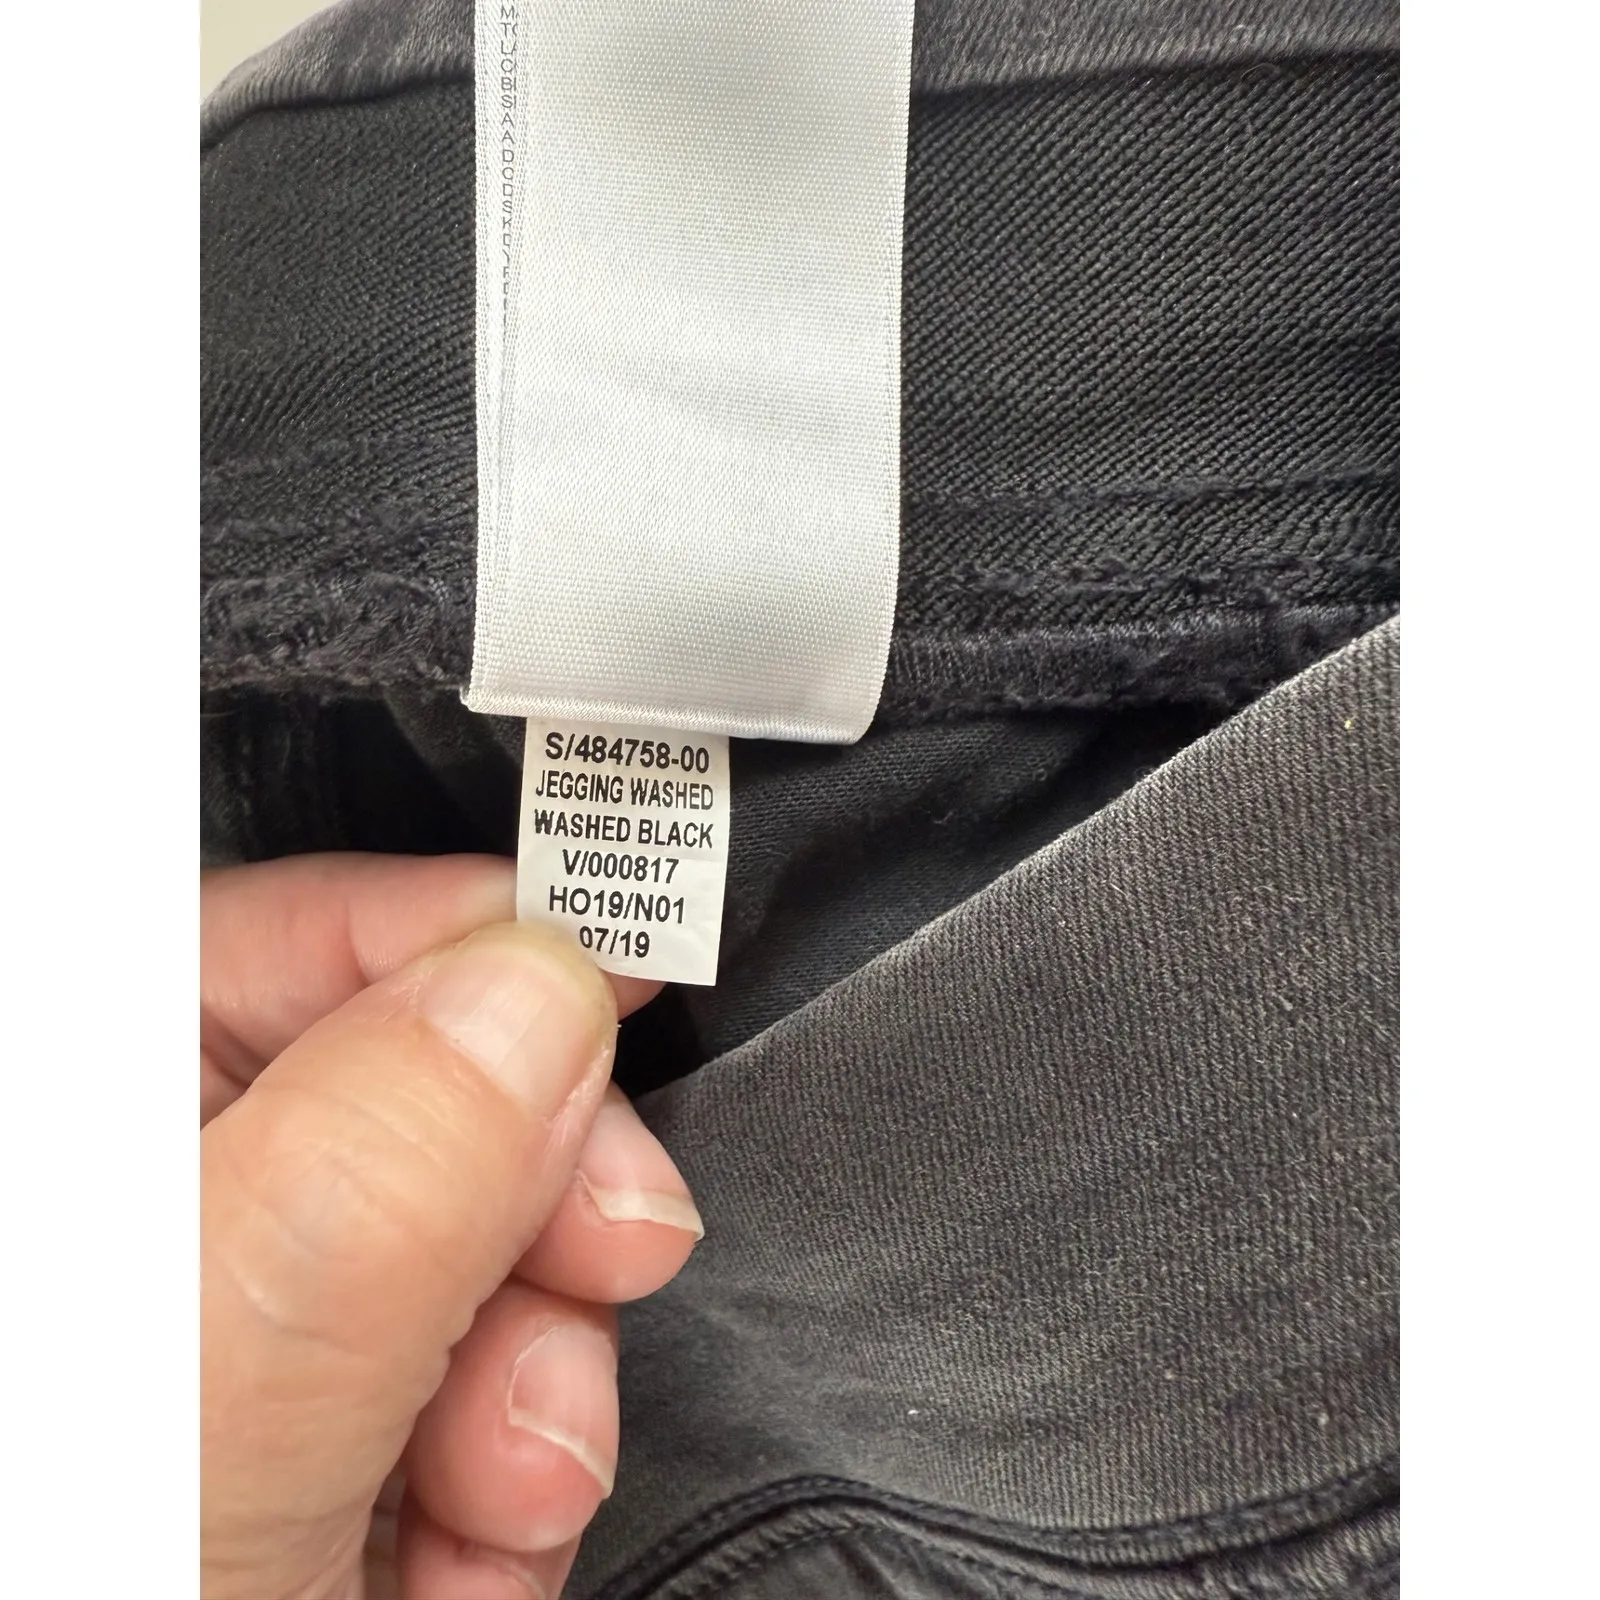 S/484758-00
JEGGING WASHED
WASHED BLACK
V/000817
HO19/N01
07/19